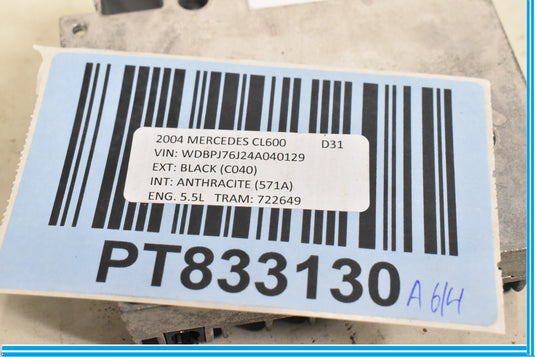 2004 MERCEDES CL600 D31
VIN: WDBPJ76J24A040129
EXT: BLACK (C040)
INT: ANTHRACITE (571A)
ENG. 5.5L TRAM: 722649
PT833130 A 6/4